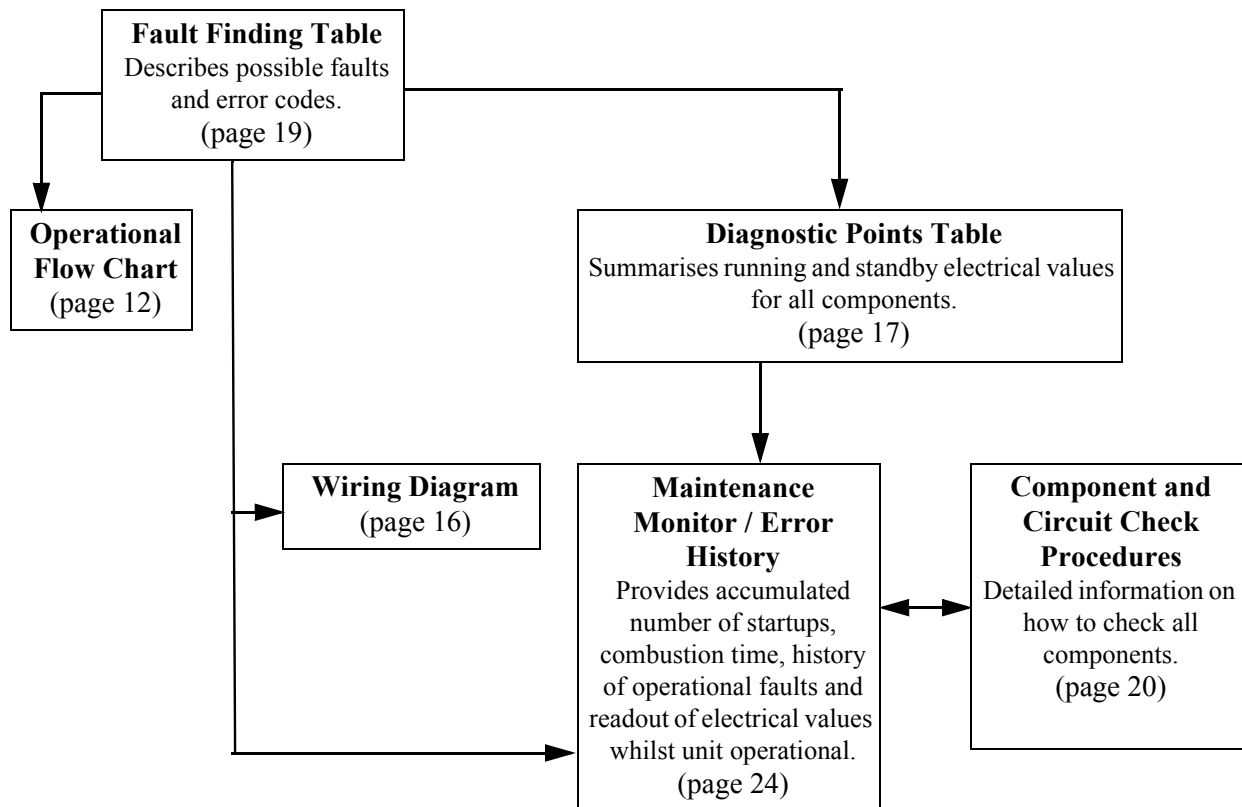 Fault Finding Table
Describes possible faults
and error codes.
(page 19)
Operational
Flow Chart
(page 12)
Diagnostic Points Table
Summarises running and standby electrical values
for all components.
(page 17)
Wiring Diagram
(page 16)
Maintenance
Monitor / Error
History
Provides accumulated
number of startups,
combustion time, history
of operational faults and
readout of electrical values
whilst unit operational.
(page 24)
Component and
Circuit Check
Procedures
Detailed information on
how to check all
components.
(page 20)